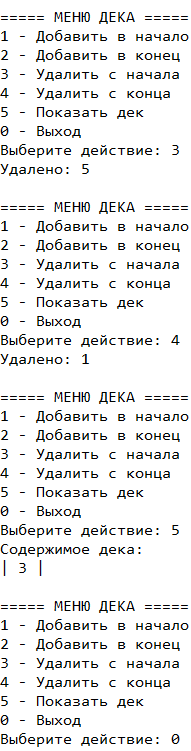 ===== МЕНЮ ДЕКА =====
1 - Добавить в начало
2 - Добавить в конец
3 - Удалить с начала
4 - Удалить с конца
5 - Показать дек
0 - Выход
Выберите действие: 3
Удалено: 5

===== МЕНЮ ДЕКА =====
1 - Добавить в начало
2 - Добавить в конец
3 - Удалить с начала
4 - Удалить с конца
5 - Показать дек
0 - Выход
Выберите действие: 4
Удалено: 1

===== МЕНЮ ДЕКА =====
1 - Добавить в начало
2 - Добавить в конец
3 - Удалить с начала
4 - Удалить с конца
5 - Показать дек
0 - Выход
Выберите действие: 5
Содержимое дека:
| 3 |

===== МЕНЮ ДЕКА =====
1 - Добавить в начало
2 - Добавить в конец
3 - Удалить с начала
4 - Удалить с конца
5 - Показать дек
0 - Выход
Выберите действие: 0